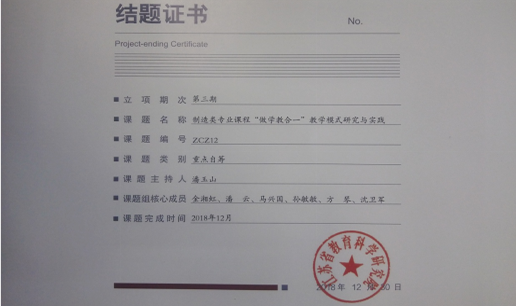 结题证书
No.
Project-ending Certificate
立项期次 第三期
课题名称 制造类专业课程“做学教合一”教学模式研究与实践
课题编号 ZCZ12
课题类别 重点自筹
课题主持人 潘玉山
课题组核心成员 金湘红、潘云、马兴国、孙敏敏、方琴、沈卫军
课题完成时间 2018年12月
江苏省教育科学研究院
2018年12月30日